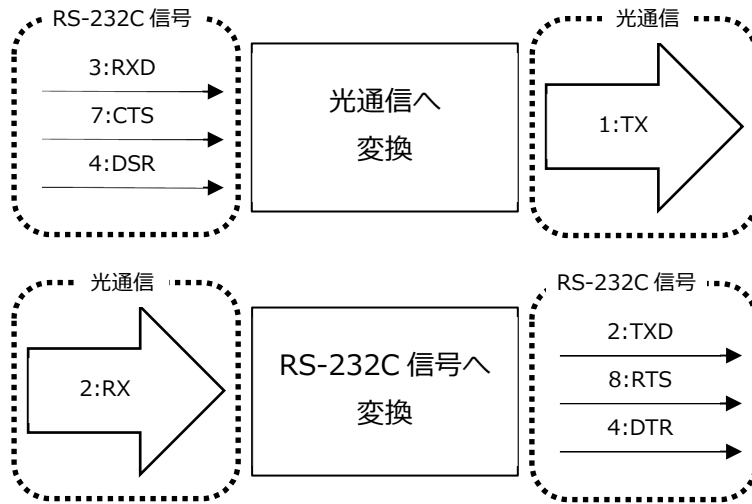 RS-232C 信号
3:RXD
7:CTS
4:DSR
光通信へ
変換
光通信
1:TX
光通信
2:RX
RS-232C 信号へ
変換
RS-232C 信号
2:TXD
8:RTS
4:DTR